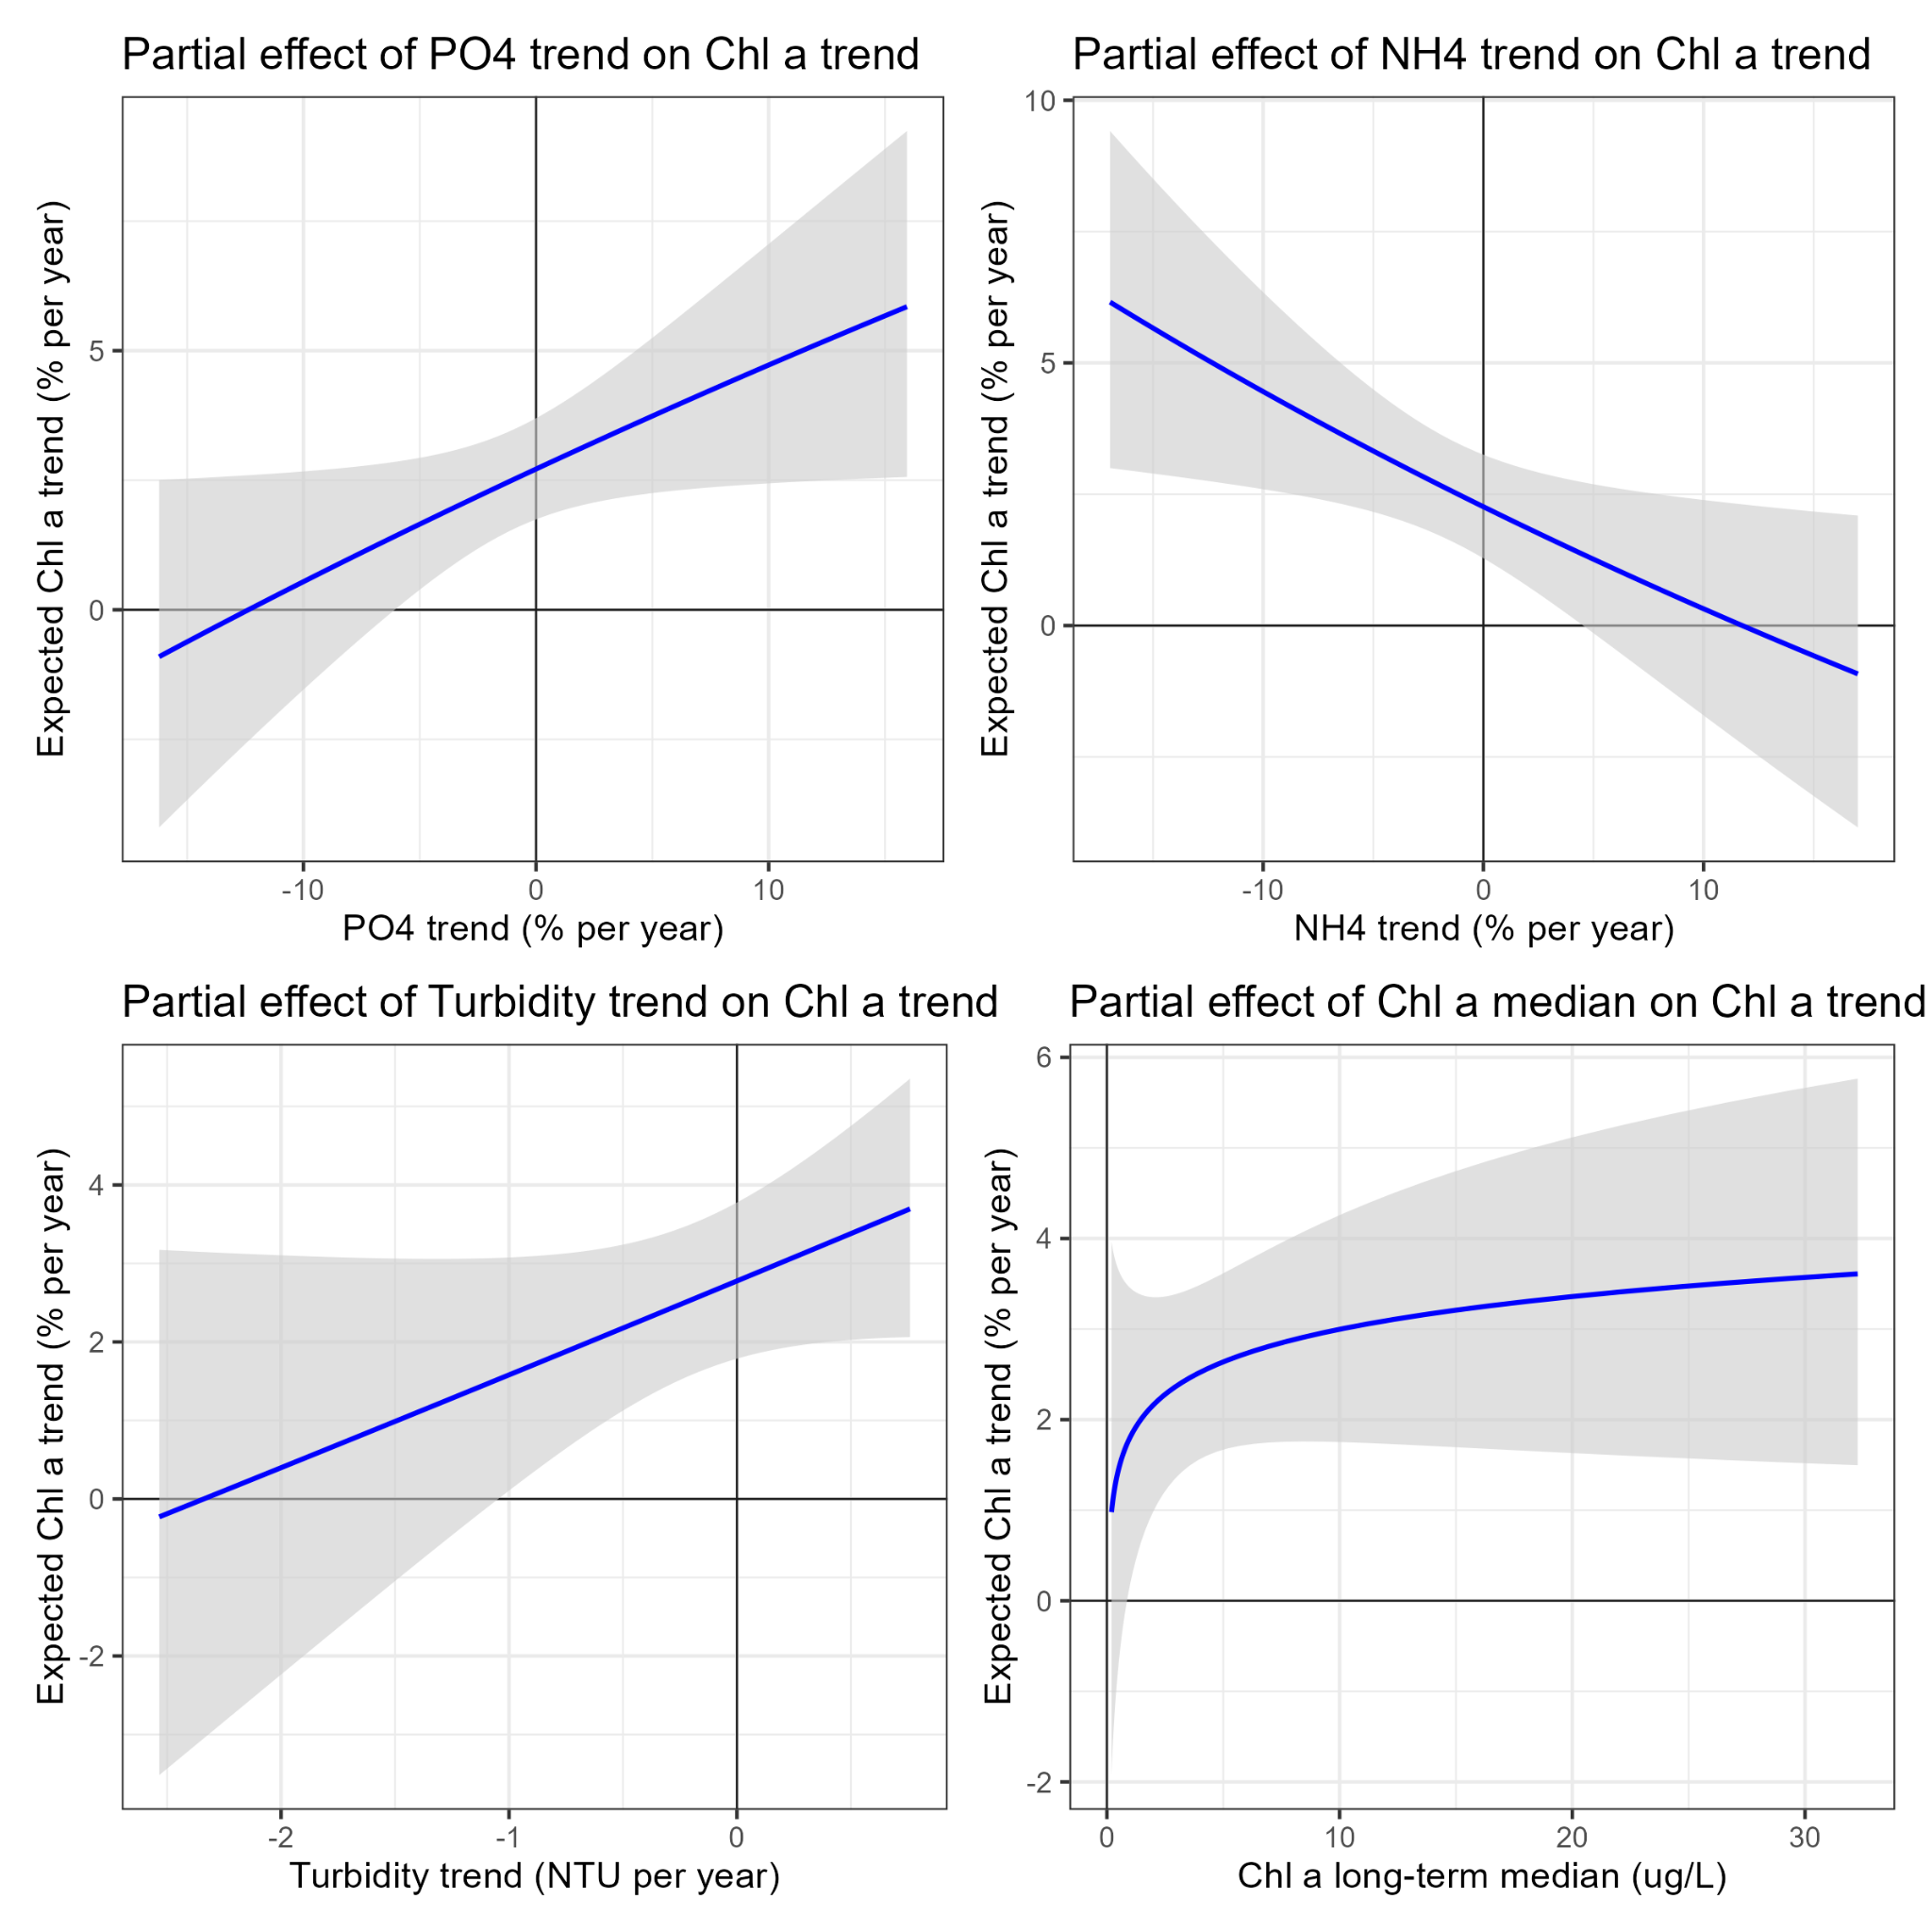 Partial effect of PO4 trend on Chl a trend
Expected Chl a trend (% per year)
5
0
-10 0 10
PO4 trend (% per year)
Partial effect of NH4 trend on Chl a trend
Expected Chl a trend (% per year)
10
5
0
-10 0 10
NH4 trend (% per year)
Partial effect of Turbidity trend on Chl a trend
Expected Chl a trend (% per year)
4
2
0
-2
-2 -1 0
Turbidity trend (NTU per year)
Partial effect of Chl a median on Chl a trend
Expected Chl a trend (% per year)
6
4
2
0
-2
0 10 20 30
Chl a long-term median (ug/L)